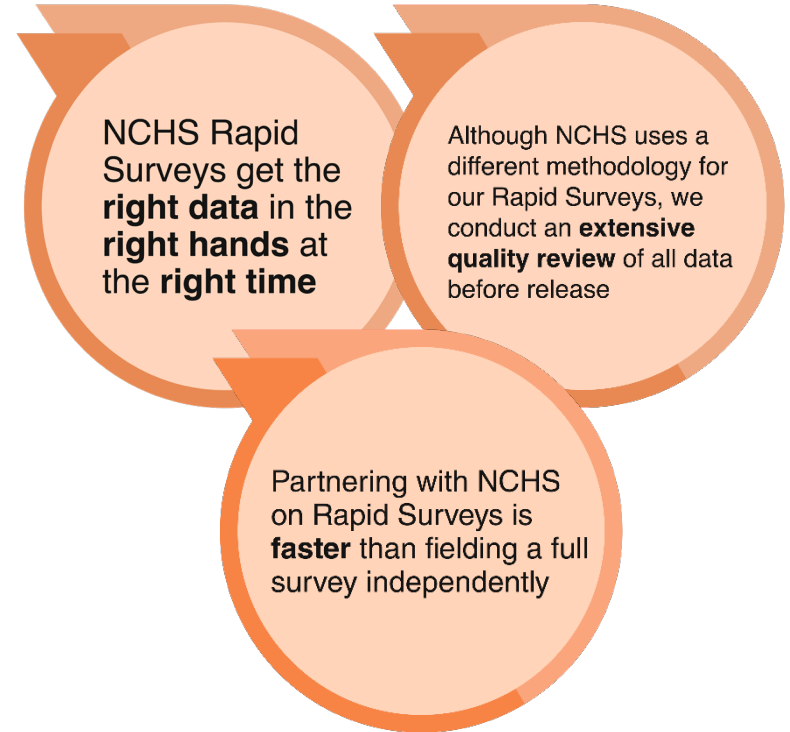 NCHS Rapid
Surveys get the
right data in the
right hands at
the right time
Although NCHS uses a
different methodology for
our Rapid Surveys, we
conduct an extensive
quality review of all data
before release
Partnering with NCHS
on Rapid Surveys is
faster than fielding a full
survey independently